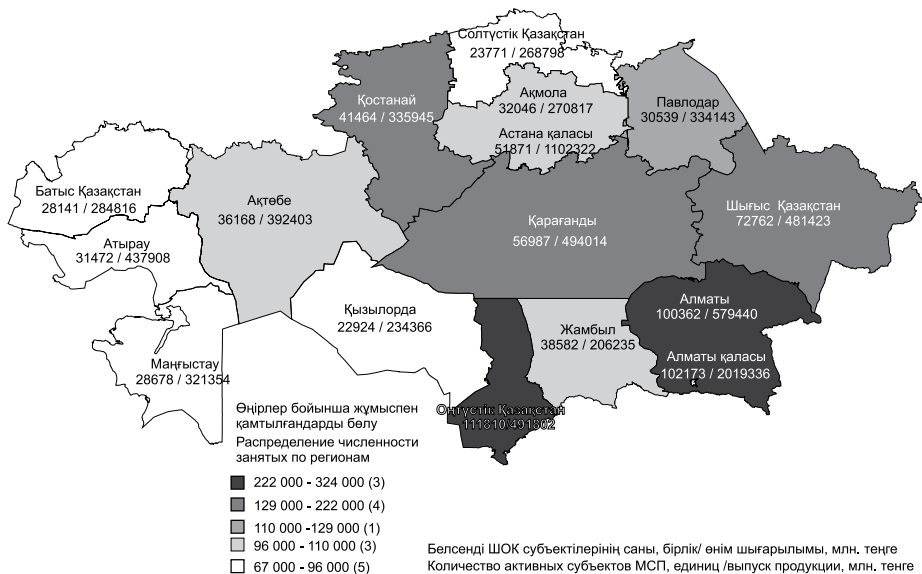 Солтүстік Қазақстан
23771 / 268798
Қостанай
41464 / 335945
Ақмола
32046 / 270817
Астана қаласы
51871 / 1102322
Павлодар
30539 / 334143
Батыс Қазақстан
28141 / 284816
Ақтөбе
36168 / 392403
Шығыс Қазақстан
72762 / 481423
Қарағанды
56987 / 494014
Атырау
31472 / 437908
Алматы
100362 / 579440
Қызылорда
22924 / 234366
Жамбыл
38582 / 206235
Алматы қаласы
102173 / 2019336
Маңғыстау
28678 / 321354
Оңтүстік Қазақстан
111810/491802
Өңірлер бойынша жұмыспен
қамтылғандарды бөлу
Распределение численности
занятых по регионам
222 000 - 324 000 (3)
129 000 - 222 000 (4)
110 000 -129 000 (1)
96 000 - 110 000 (3)
67 000 - 96 000 (5)
Белсенді ШОК субъектілерінің саны, бірлік/ өнім шығарылымы, млн. теңге
Количество активных субъектов МСП, единиц /выпуск продукции, млн. тенге